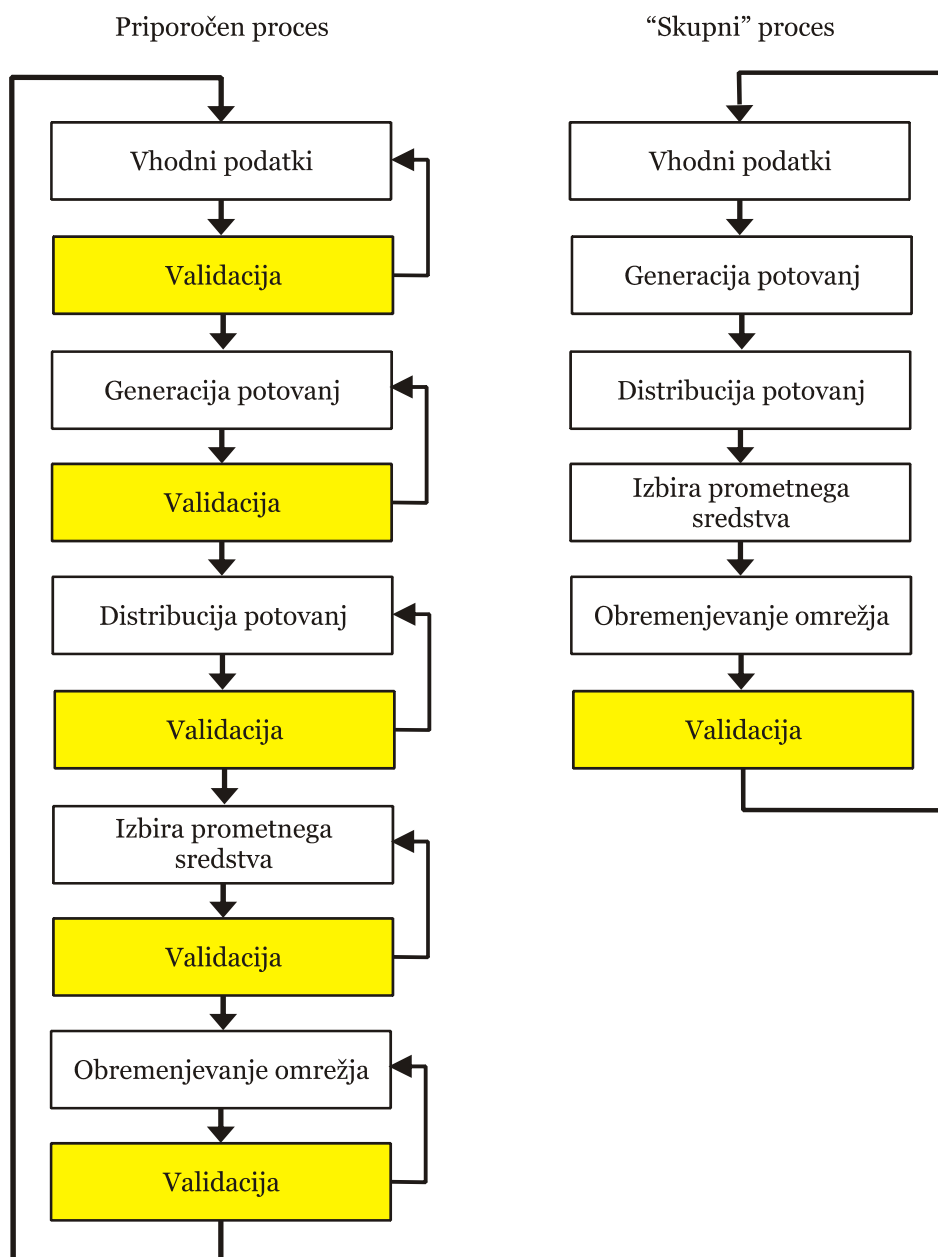 Priporočen proces
Vhodni podatki
Validacija
Generacija potovanj
Validacija
Distribucija potovanj
Validacija
Izbira prometnega
sredstva
Validacija
Obremenjevanje omrežja
Validacija
“Skupni” proces
Vhodni podatki
Generacija potovanj
Distribucija potovanj
Izbira prometnega
sredstva
Obremenjevanje omrežja
Validacija